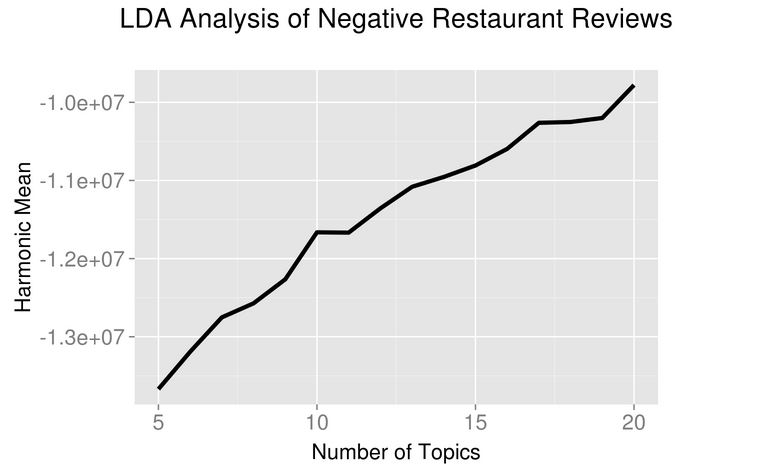 LDA Analysis of Negative Restaurant Reviews
-1.0e+07
-1.1e+07
-1.2e+07
-1.3e+07
Harmonic Mean
5 10 15 20
Number of Topics